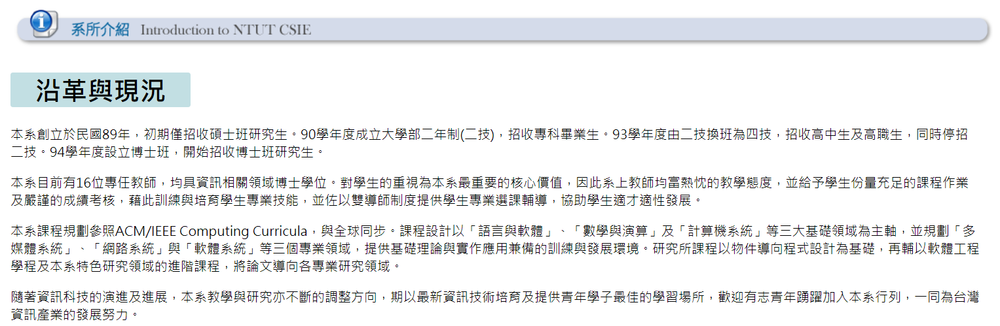 系所介紹 Introduction to NTUT CSIE
沿革與現況
本系創立於民國89年，初期僅招收碩士班研究生。90學年度成立大學部二年制(二技)，招收專科畢業生。93學年度由二技換班為四技，招收高中生及高職生，同時停招
二技。94學年度設立博士班，開始招收博士班研究生。
本系目前有16位專任教師，均具資訊相關領域博士學位。對學生的重視為本系最重要的核心價值，因此系上教師均富熱忱的教學態度，並給予學生份量充足的課程作業
及嚴謹的成績考核，藉此訓練與培育學生專業技能，並佐以雙導師制度提供學生專業選課輔導，協助學生適才適性發展。
本系課程規劃參照ACM/IEEE Computing Curricula，與全球同步。課程設計以「語言與軟體」、「數學與演算」及「計算機系統」等三大基礎領域為主軸，並規劃「多
媒體系統」、「網路系統」與「軟體系統」等三個專業領域，提供基礎理論與實作應用兼備的訓練與發展環境。研究所課程以物件導向程式設計為基礎，再輔以軟體工程
學程及本系特色研究領域的進階課程，將論文導向各專業研究領域。
隨著資訊科技的演進及進展，本系教學與研究亦不斷的調整方向，期以最新資訊技術培育及提供青年學子最佳的學習場所，歡迎有志青年踴躍加入本系行列，一同為台灣
資訊產業的發展努力。